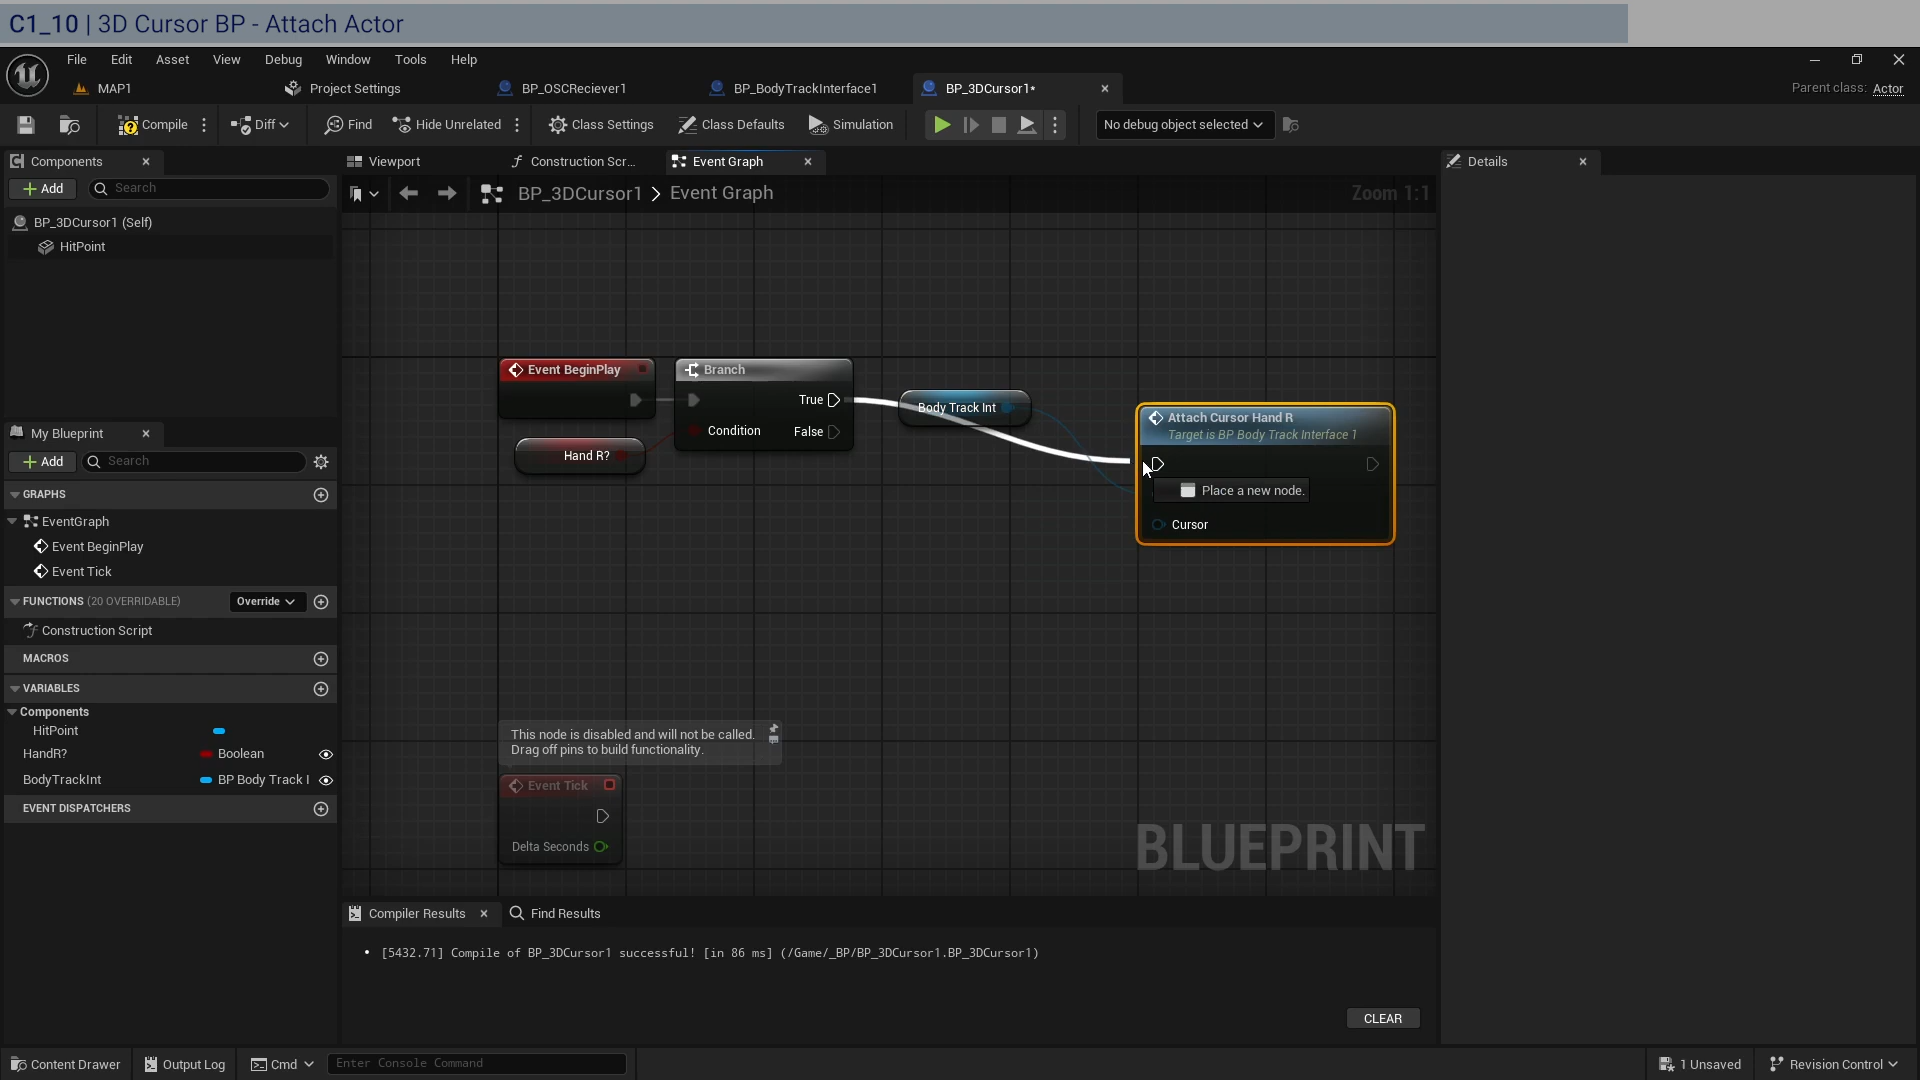 C1_10 | 3D Cursor BP - Attach Actor
File Edit Asset View Debug Window Tools Help
MAP1 Project Settings BP_OSCReciever1 BP_BodyTrackInterface1 BP_3DCursor1* Parent class: Actor
Compile Diff Find Hide Unrelated Class Settings Class Defaults Simulation No debug object selected
Components Viewport Construction Scr... Event Graph Details
Add Search BP_3DCursor1 > Event Graph Zoom 1:1
BP_3DCursor1 (Self)
HitPoint
Event BeginPlay Branch
True
Body Track Int
Attach Cursor Hand R
Target is BP Body Track Interface 1
Condition False
Hand R?
Place a new node.
Cursor
My Blueprint
Add Search
GRAPHS
EventGraph
Event BeginPlay
Event Tick
FUNCTIONS (20 OVERRIDABLE) Override
Construction Script
MACROS
VARIABLES
Components
HitPoint
HandR? Boolean
BodyTrackInt BP Body Track I
EVENT DISPATCHERS
This node is disabled and will not be called.
Drag off pins to build functionality.
Event Tick
Delta Seconds
BLUEPRINT
Compiler Results Find Results
• [5432.71] Compile of BP_3DCursor1 successful! [in 86 ms] (/Game/_BP/BP_3DCursor1.BP_3DCursor1)
CLEAR
Content Drawer Output Log Cmd Enter Console Command 1 Unsaved Revision Control